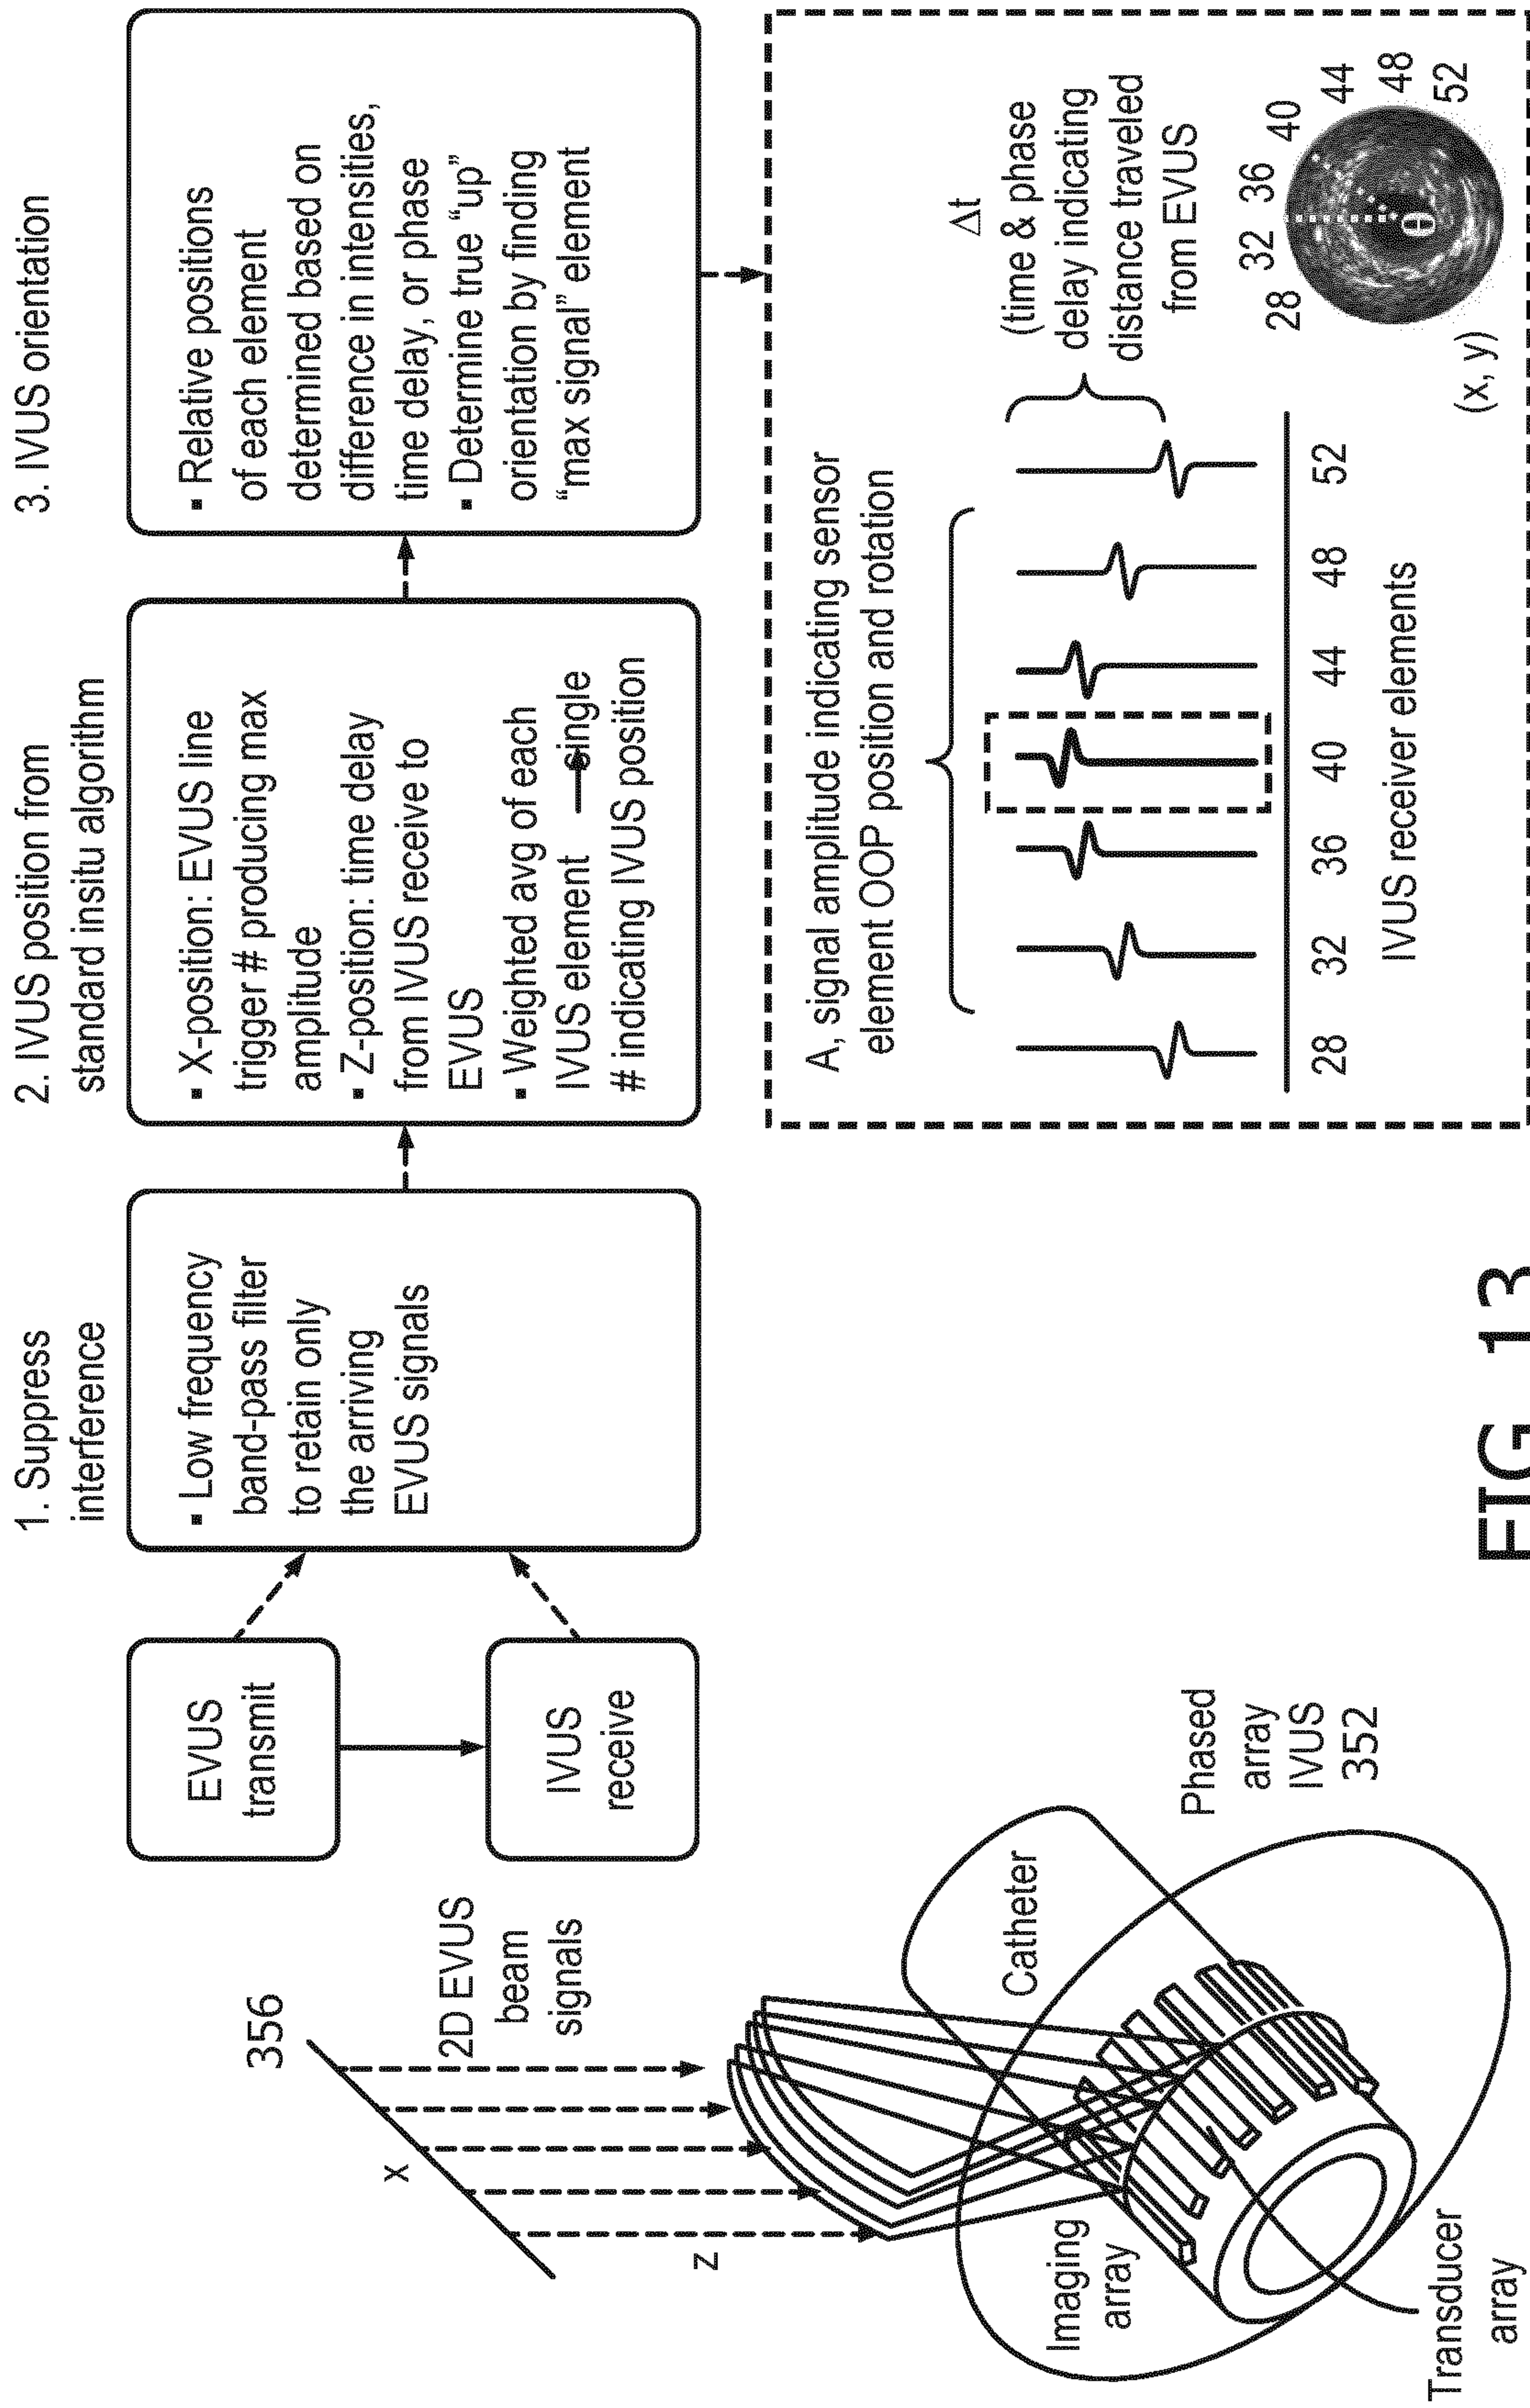 1. Suppress
interference
▪ Low frequency
band-pass filter
to retain only
the arriving
EVUS signals
2. IVUS position from
standard insitu algorithm
▪ X-position: EVUS line
trigger # producing max
amplitude
▪ Z-position: time delay
from IVUS receive to
EVUS
▪ Weighted avg of each
IVUS element → single
# indicating IVUS position
3. IVUS orientation
▪ Relative positions
of each element
determined based on
difference in intensities,
time delay, or phase
▪ Determine true “up”
orientation by finding
“max signal” element
EVUS
transmit
IVUS
receive
356
X
Z
2D EVUS
beam
signals
Catheter
Imaging
array
Transducer
array
Phased
array
IVUS
352
A, signal amplitude indicating sensor
element OOP position and rotation
Δt
(time & phase
delay indicating
distance traveled
from EVUS
28 32 36 40 44 48 52
IVUS receiver elements
28 32 36 40 44 48 52
θ
(x, y)
FIG. 13